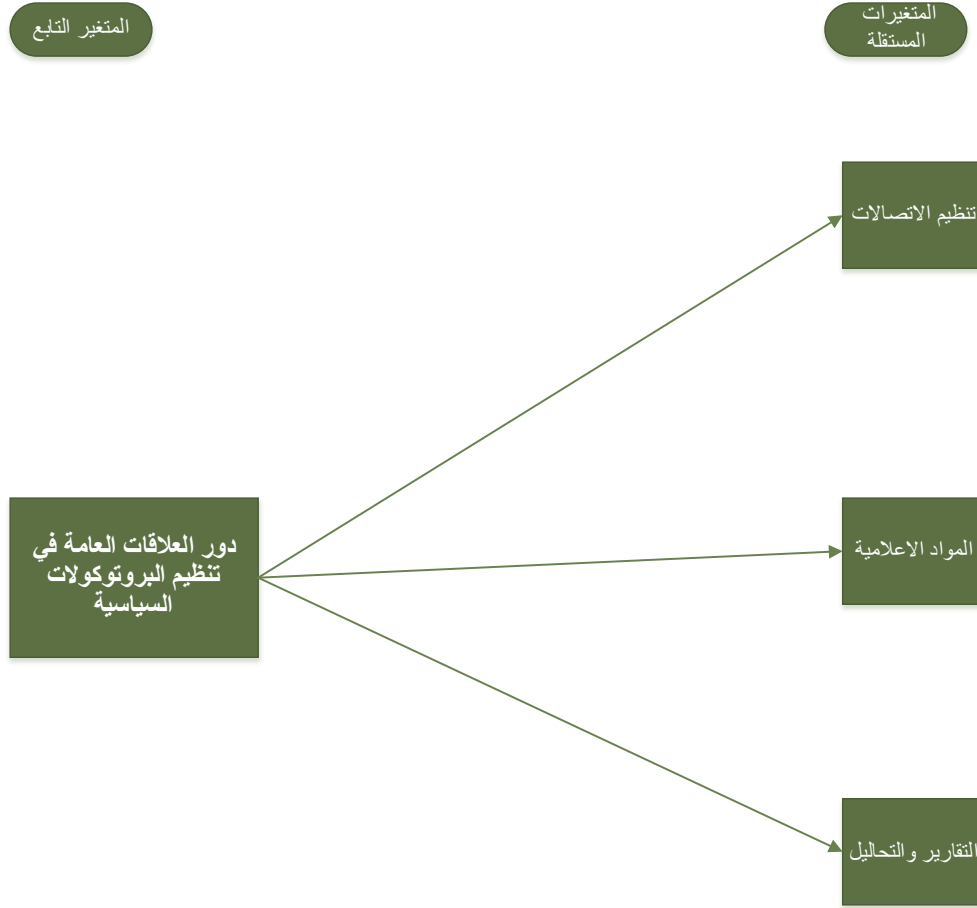 المتغيرات
المستقلة
المتغير التابع
تنظيم الاتصالات
دور العلاقات العامة في
تنظيم البروتوكولات
السياسية
المواد الاعلامية
التقارير والتحاليل